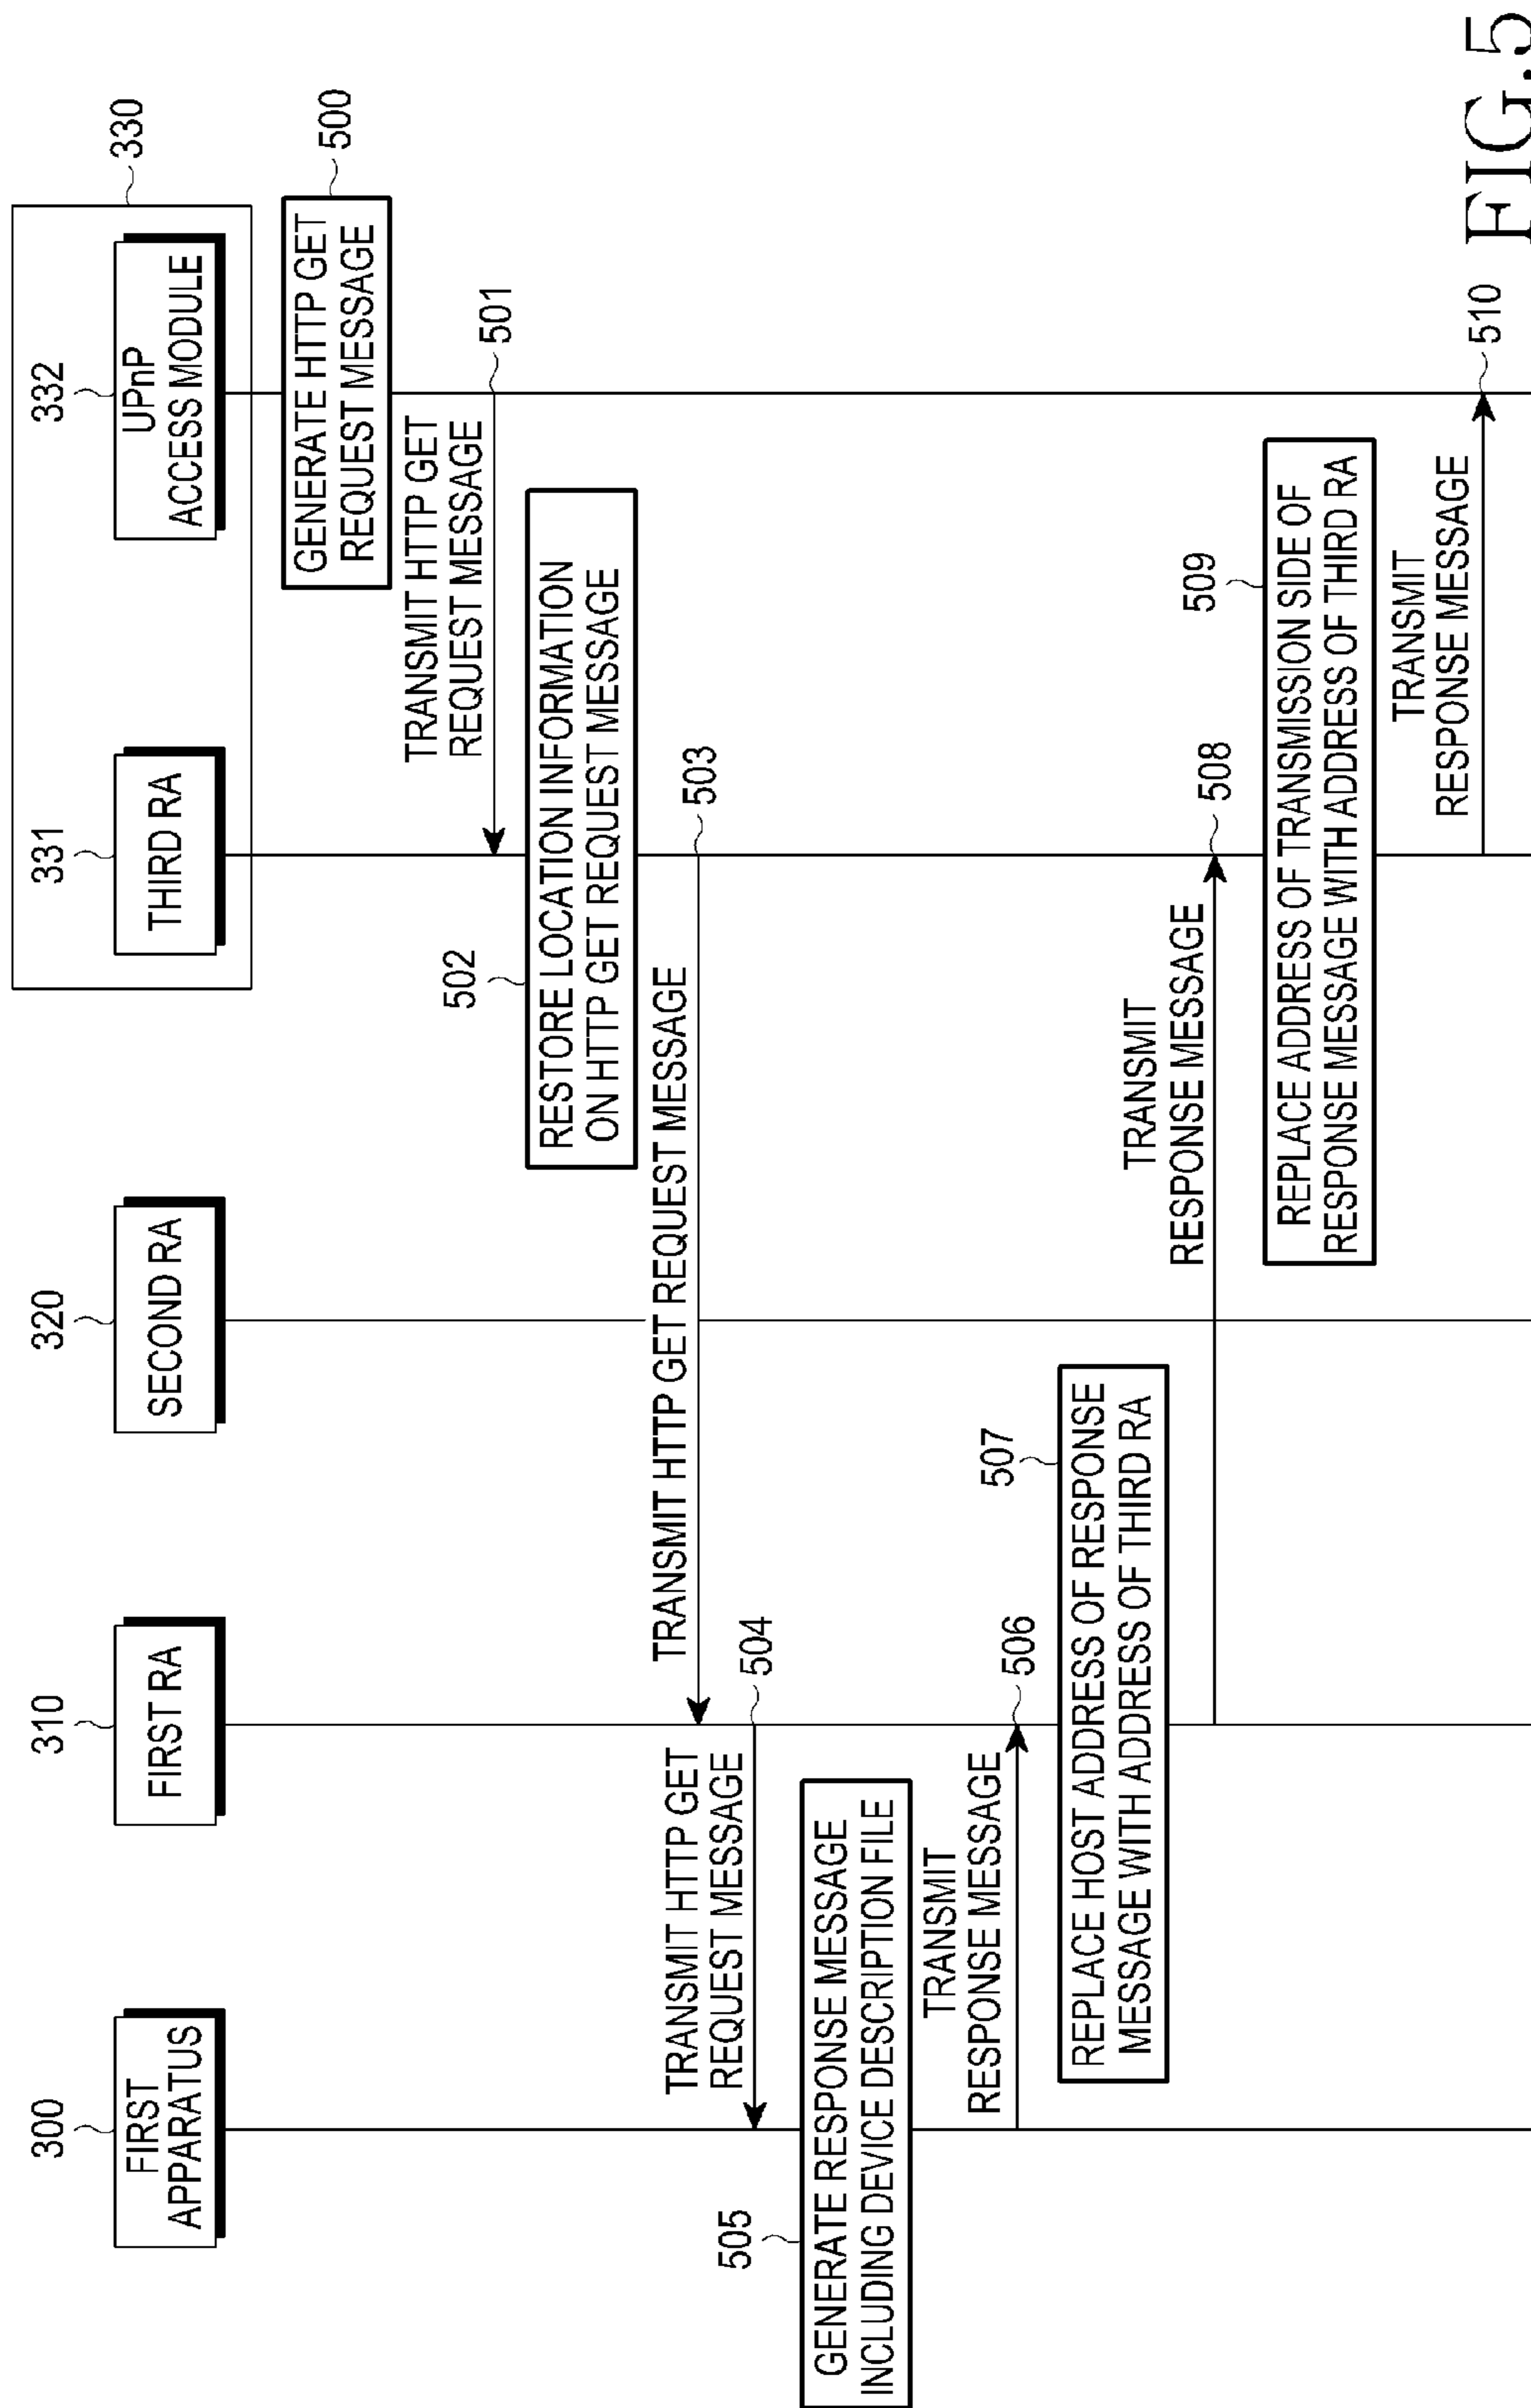 300
FIRST
APPARATUS
310
FIRST RA
320
SECOND RA
330
331
THIRD RA
332
UPnP
ACCESS MODULE
500
GENERATE HTTP GET
REQUEST MESSAGE
TRANSMIT HTTP GET
REQUEST MESSAGE
501
502
RESTORE LOCATION INFORMATION
ON HTTP GET REQUEST MESSAGE
TRANSMIT HTTP GET REQUEST MESSAGE
503
TRANSMIT HTTP GET
REQUEST MESSAGE
504
505
GENERATE RESPONSE MESSAGE
INCLUDING DEVICE DESCRIPTION FILE
TRANSMIT
RESPONSE MESSAGE
506
507
REPLACE HOST ADDRESS OF RESPONSE
MESSAGE WITH ADDRESS OF THIRD RA
TRANSMIT
RESPONSE MESSAGE
508
509
REPLACE ADDRESS OF TRANSMISSION SIDE OF
RESPONSE MESSAGE WITH ADDRESS OF THIRD RA
TRANSMIT
RESPONSE MESSAGE
510
FIG.5